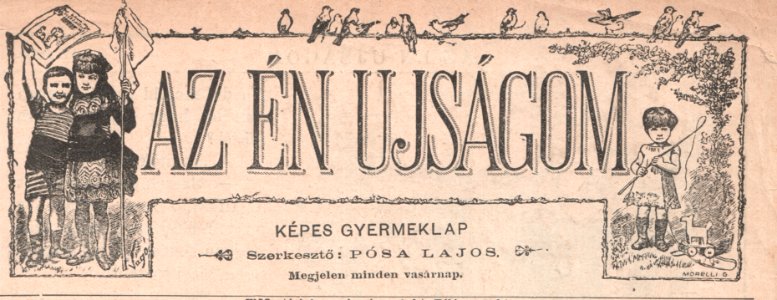 AZ ÉN UJSÁGOM
KÉPES GYERMEKLAP
Szerkesztő: PÓSA LAJOS.
Megjelen minden vasárnap.
MORELLI G